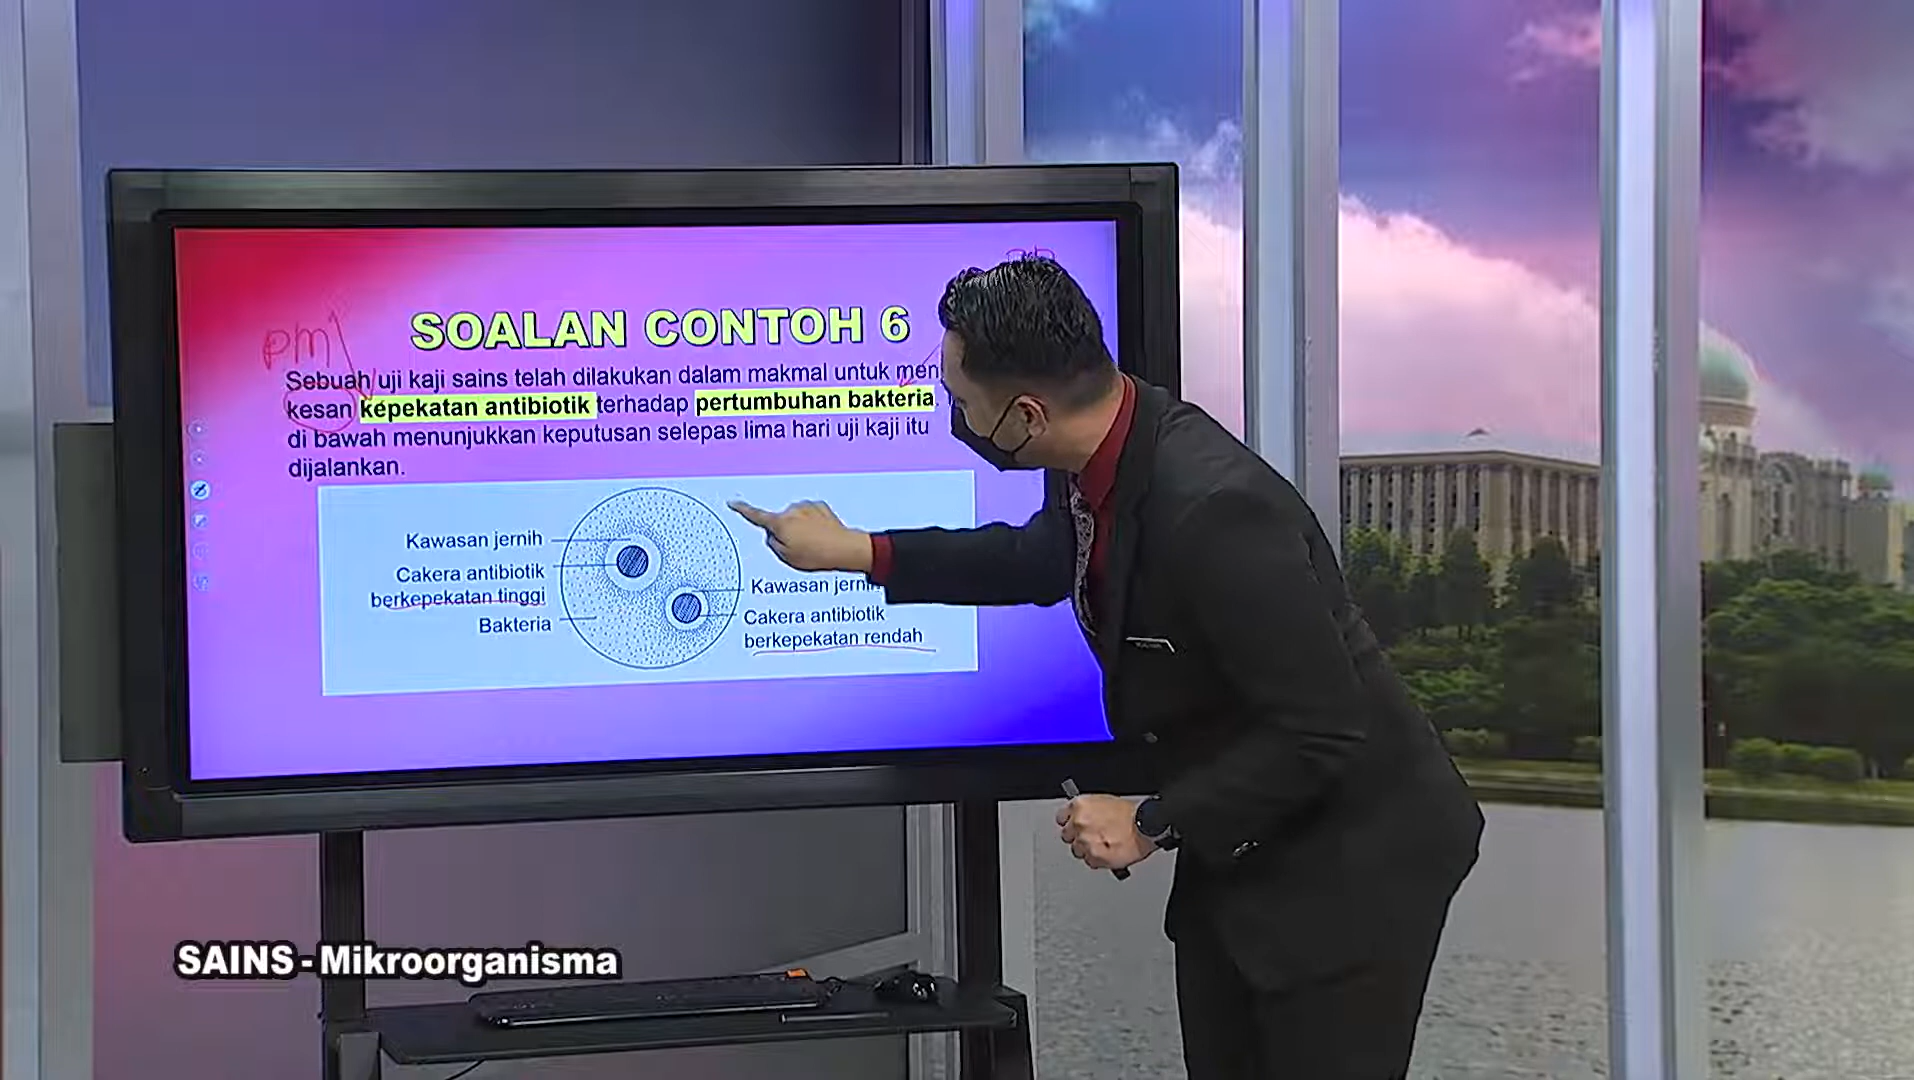 SOALAN CONTOH 6
pm
Sebuah uji kaji sains telah dilakukan dalam makmal untuk men
kesan kepekatan antibiotik terhadap pertumbuhan bakteria.
di bawah menunjukkan keputusan selepas lima hari uji kaji itu
dijalankan.
Kawasan jernih
Cakera antibiotik
berkepekatan tinggi
Bakteria
Kawasan jernih
Cakera antibiotik
berkepekatan rendah
SAINS - Mikroorganisma